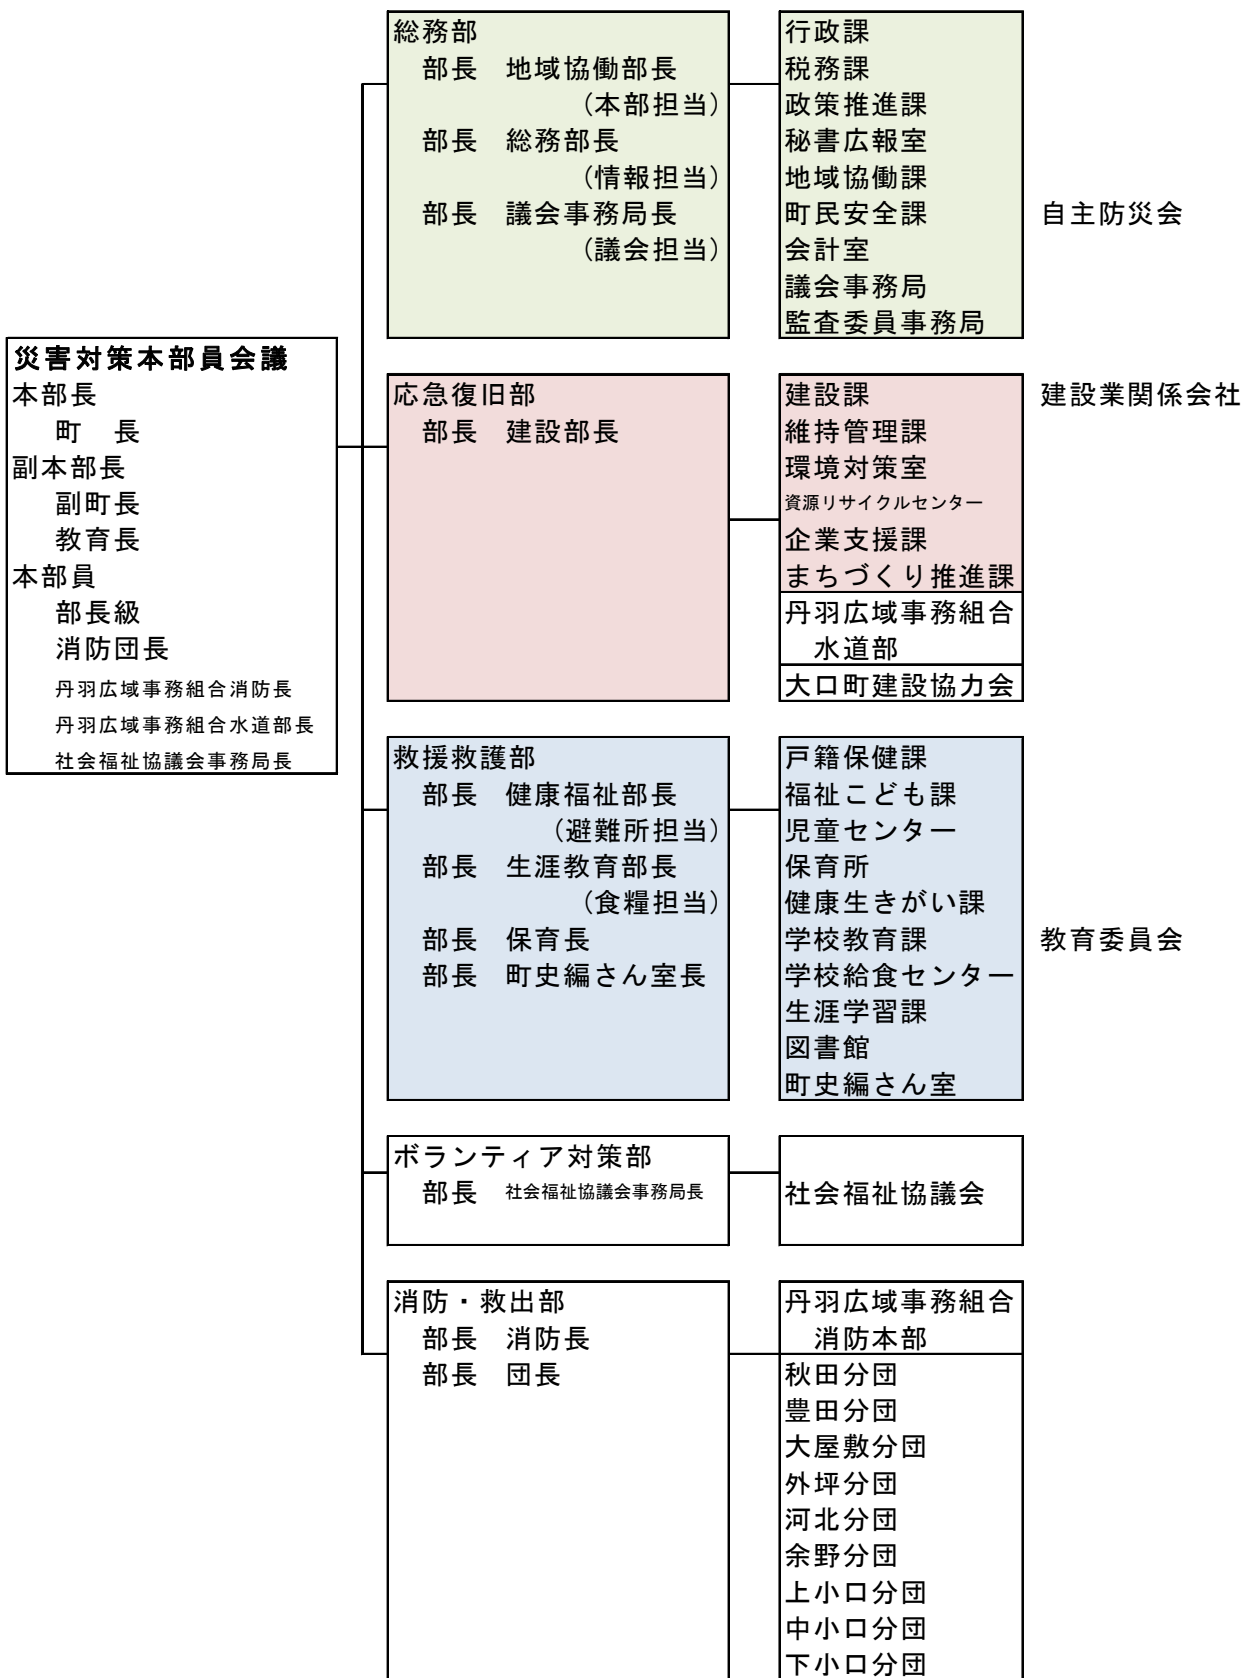 災害対策本部員会議
本部長
町　長
副本部長
副町長
教育長
本部員
部長級
消防団長
丹羽広域事務組合消防長
丹羽広域事務組合水道部長
社会福祉協議会事務局長
総務部
部長　地域協働部長
（本部担当）
部長　総務部長
（情報担当）
部長　議会事務局長
（議会担当）
行政課
税務課
政策推進課
秘書広報室
地域協働課
町民安全課
会計室
議会事務局
監査委員事務局
自主防災会
応急復旧部
部長　建設部長
建設課
維持管理課
環境対策室
資源リサイクルセンター
企業支援課
まちづくり推進課
丹羽広域事務組合
水道部
大口町建設協力会
建設業関係会社
救援救護部
部長　健康福祉部長
（避難所担当）
部長　生涯教育部長
（食糧担当）
部長　保育長
部長　町史編さん室長
戸籍保健課
福祉こども課
児童センター
保育所
健康生きがい課
学校教育課
学校給食センター
生涯学習課
図書館
町史編さん室
教育委員会
ボランティア対策部
部長　社会福祉協議会事務局長
社会福祉協議会
消防・救出部
部長　消防長
部長　団長
丹羽広域事務組合
消防本部
秋田分団
豊田分団
大屋敷分団
外坪分団
河北分団
余野分団
上小口分団
中小口分団
下小口分団